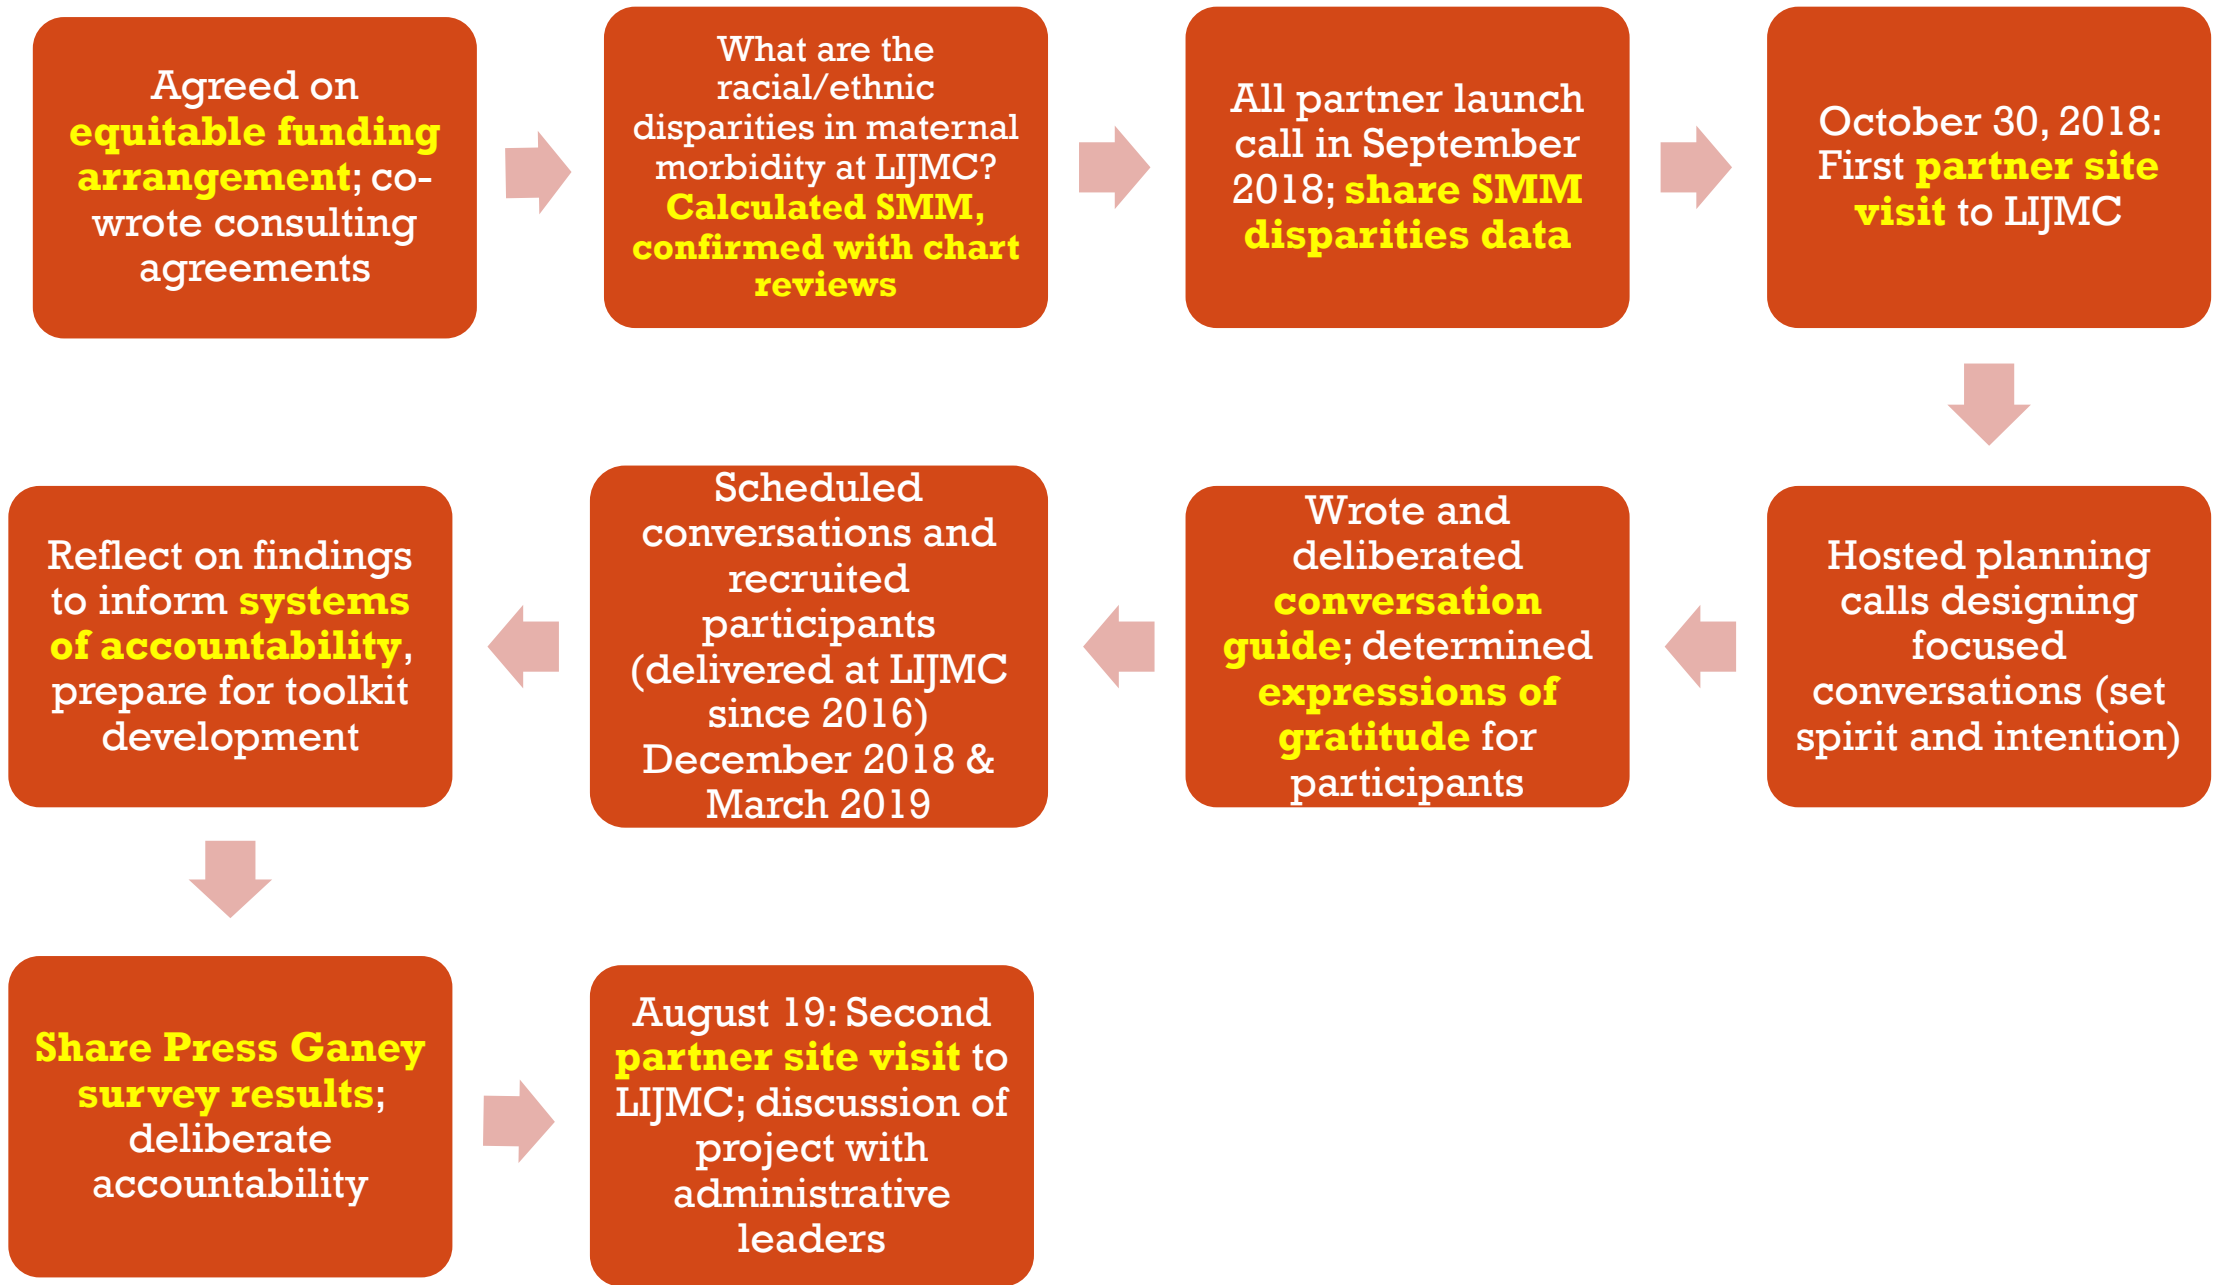 Agreed on
equitable funding
arrangement; co-
wrote consulting
agreements
What are the
racial/ethnic
disparities in maternal
morbidity at LIJMC?
Calculated SMM,
confirmed with chart
reviews
All partner launch
call in September
2018; share SMM
disparities data
October 30, 2018:
First partner site
visit to LIJMC
Hosted planning
calls designing
focused
conversations (set
spirit and intention)
Wrote and
deliberated
conversation
guide; determined
expressions of
gratitude for
participants
Scheduled
conversations and
recruited
participants
(delivered at LIJMC
since 2016)
December 2018 &
March 2019
Reflect on findings
to inform systems
of accountability,
prepare for toolkit
development
Share Press Ganey
survey results;
deliberate
accountability
August 19: Second
partner site visit to
LIJMC; discussion of
project with
administrative
leaders